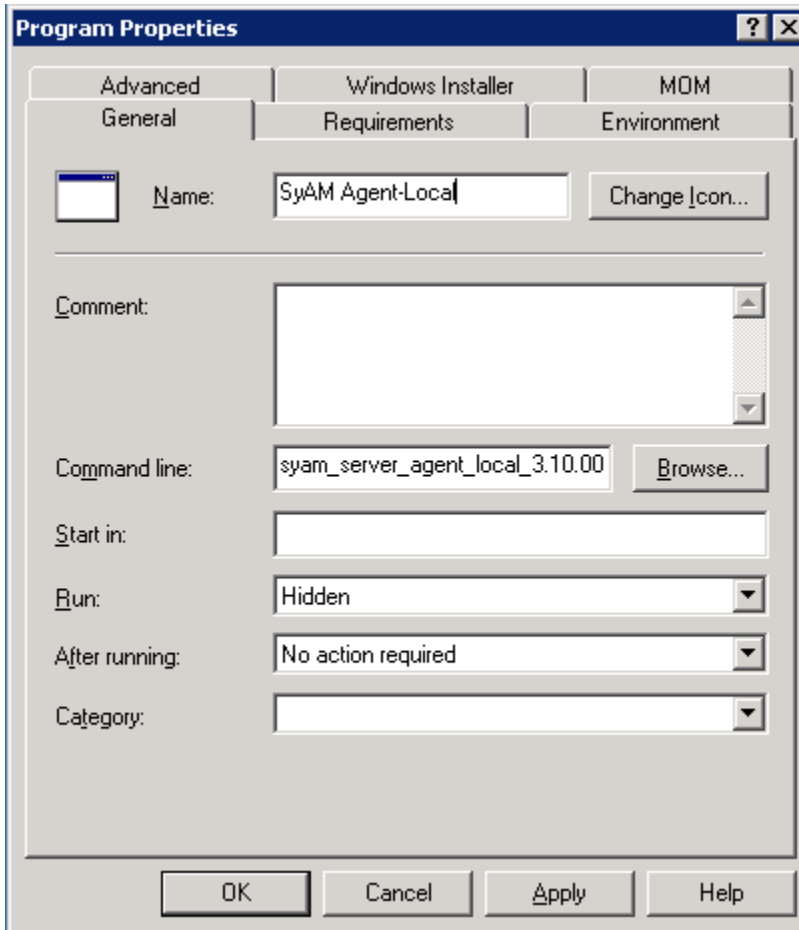 Program Properties
Advanced Windows Installer MOM
General Requirements Environment
Name: SyAM Agent-Local Change Icon...
Comment:
Command line: syam_server_agent_local_3.10.00 Browse...
Start in:
Run: Hidden
After running: No action required
Category:
OK Cancel Apply Help